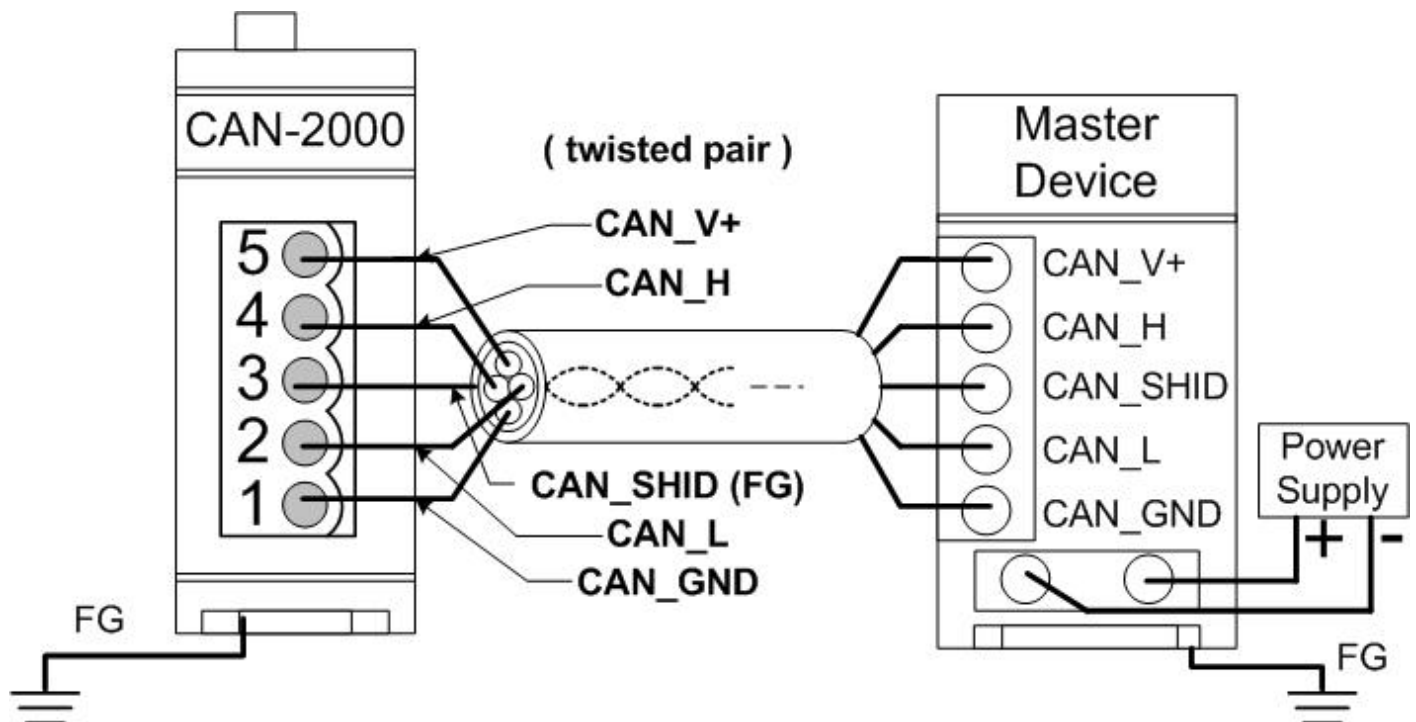 CAN-2000
( twisted pair )
5
4
3
2
1
CAN_V+
CAN_H
CAN_SHID (FG)
CAN_L
CAN_GND
FG
Master
Device
CAN_V+
CAN_H
CAN_SHID
CAN_L
CAN_GND
Power
Supply
+ -
FG